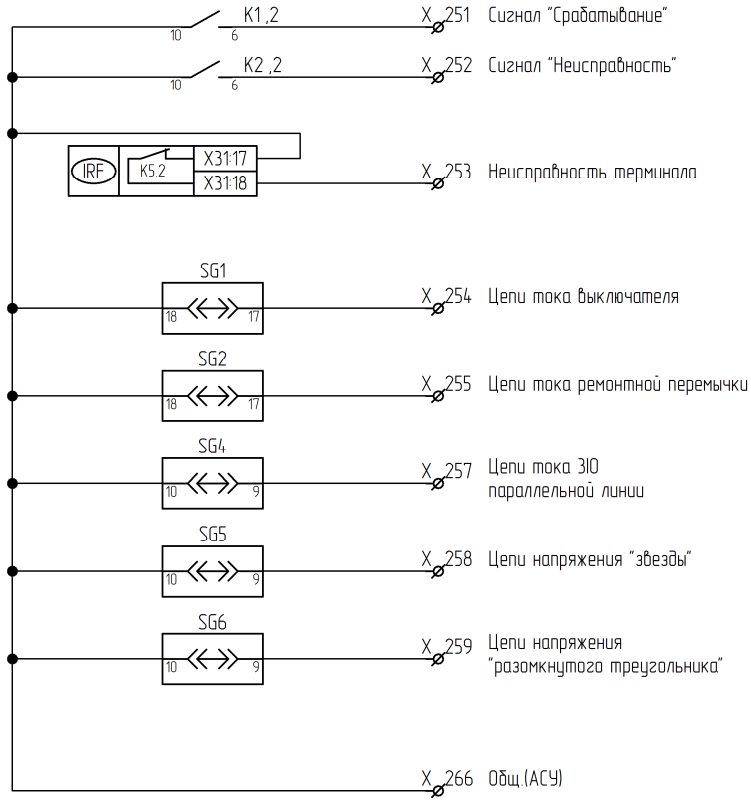 K1,2
X 251 Сигнал "Срабатывание"
10 6
K2,2
X 252 Сигнал "Неисправность"
10 6
IRF K5.2 X31:17
X31:18
X 253 Неисправность терминала
SG1
18 17
X 254 Цепи тока выключателя
SG2
18 17
X 255 Цепи тока ремонтной перемычки
SG4
10 9
X 257 Цепи тока 3I0
параллельной линии
SG5
10 9
X 258 Цепи напряжения "звезды"
SG6
10 9
X 259 Цепи напряжения
"разомкнутого треугольника"
X 266 Общ.(АСУ)